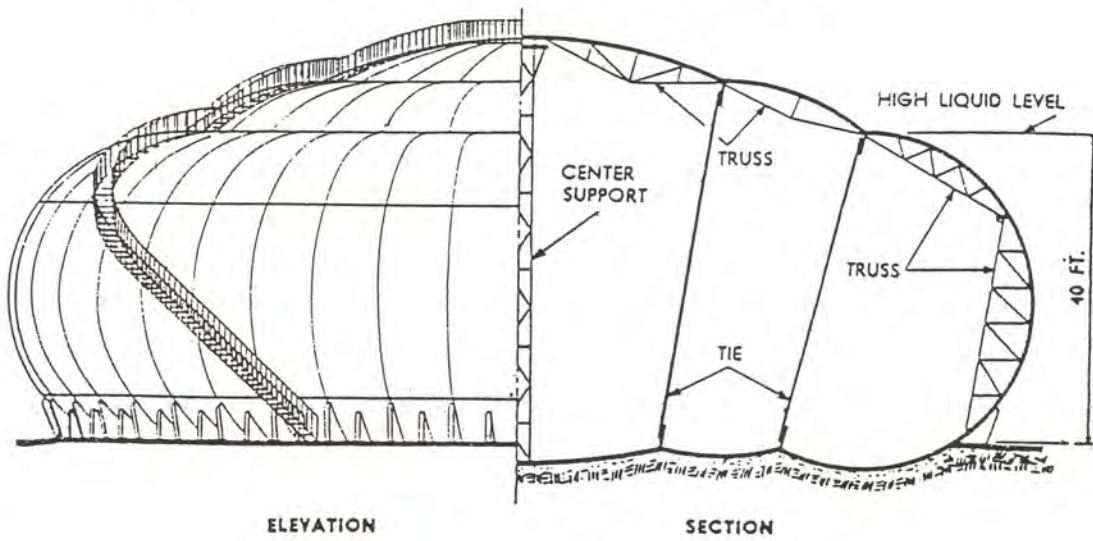 HIGH LIQUID LEVEL
TRUSS
CENTER
SUPPORT
TRUSS
40 FT.
TIE
ELEVATION
SECTION